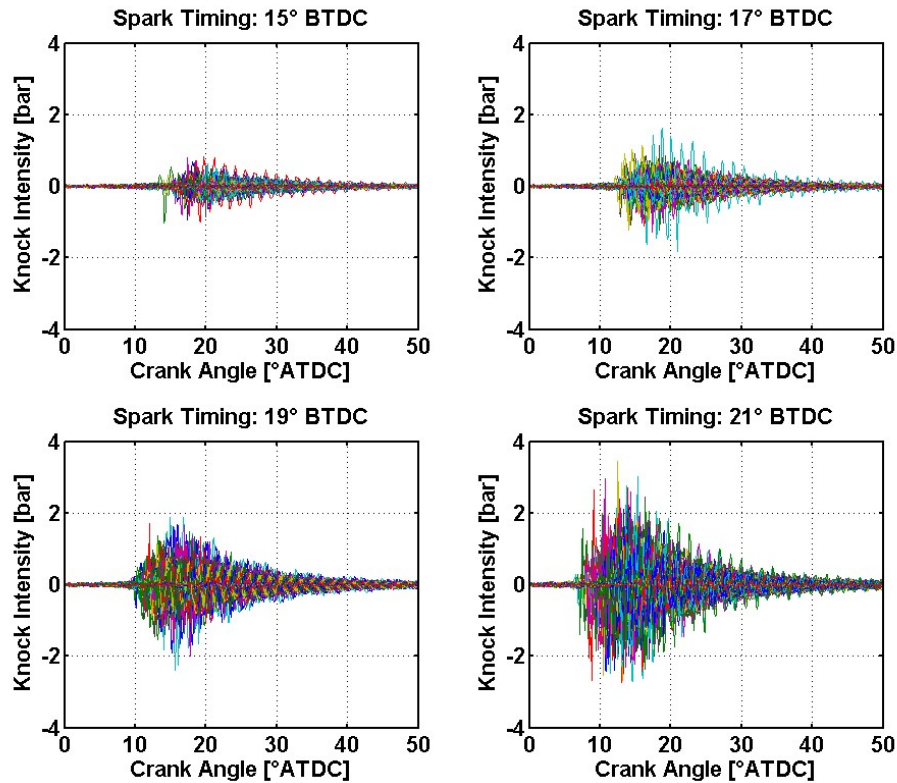 Spark Timing: 15° BTDC
4
2
0
-2
-4
Knock Intensity [bar]
0 10 20 30 40 50
Crank Angle [°ATDC]
Spark Timing: 17° BTDC
4
2
0
-2
-4
Knock Intensity [bar]
0 10 20 30 40 50
Crank Angle [°ATDC]
Spark Timing: 19° BTDC
4
2
0
-2
-4
Knock Intensity [bar]
0 10 20 30 40 50
Crank Angle [°ATDC]
Spark Timing: 21° BTDC
4
2
0
-2
-4
Knock Intensity [bar]
0 10 20 30 40 50
Crank Angle [°ATDC]